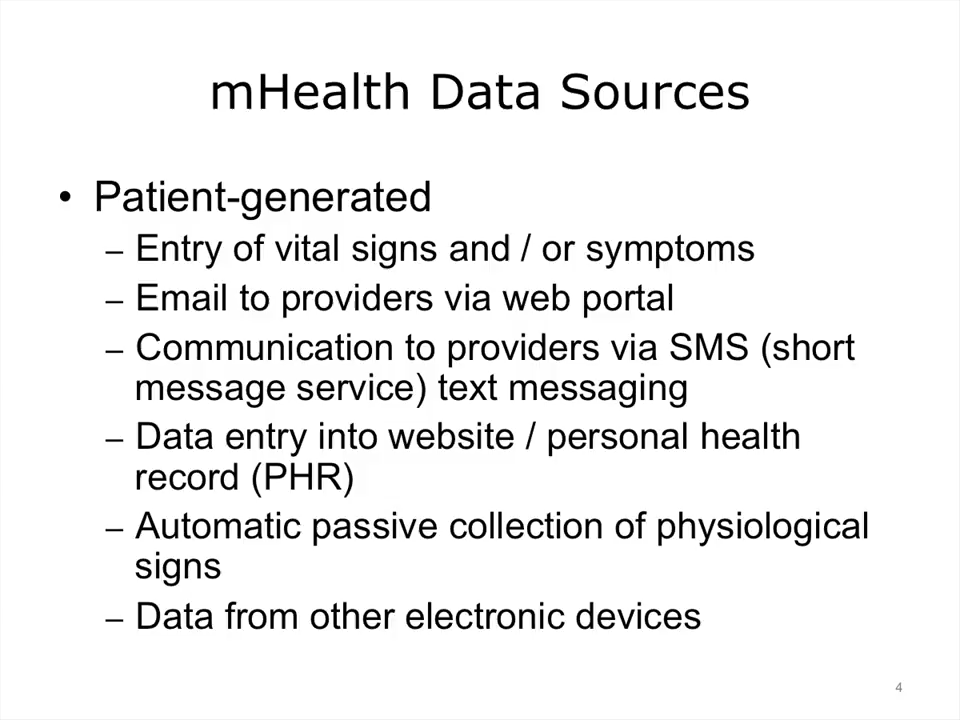 mHealth Data Sources
• Patient-generated
– Entry of vital signs and / or symptoms
– Email to providers via web portal
– Communication to providers via SMS (short
message service) text messaging
– Data entry into website / personal health
record (PHR)
– Automatic passive collection of physiological
signs
– Data from other electronic devices
4